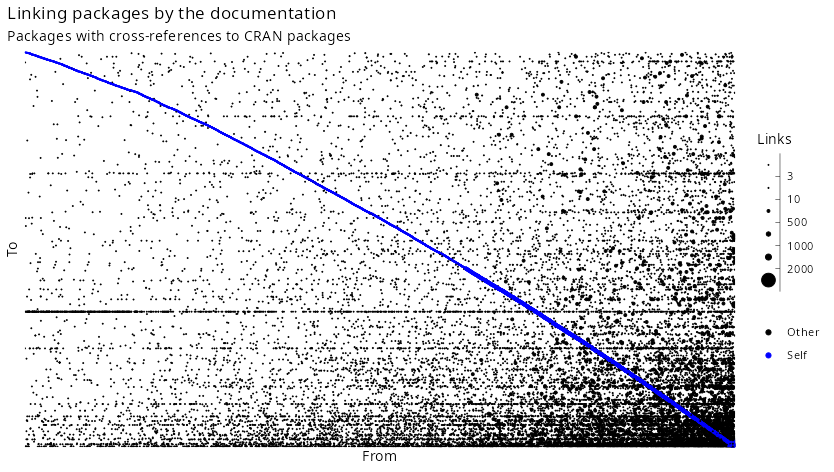 Linking packages by the documentation
Packages with cross-references to CRAN packages
To
From
Links
3
10
500
1000
2000
Other
Self